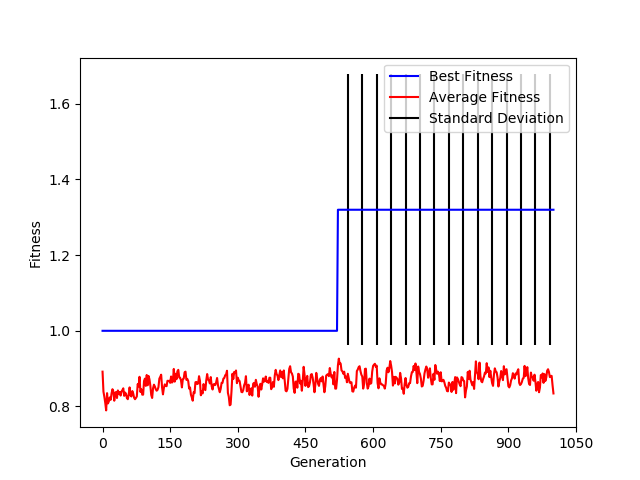 Best Fitness
Average Fitness
Standard Deviation
1.6
1.4
1.2
1.0
0.8
Fitness
0 150 300 450 600 750 900 1050
Generation